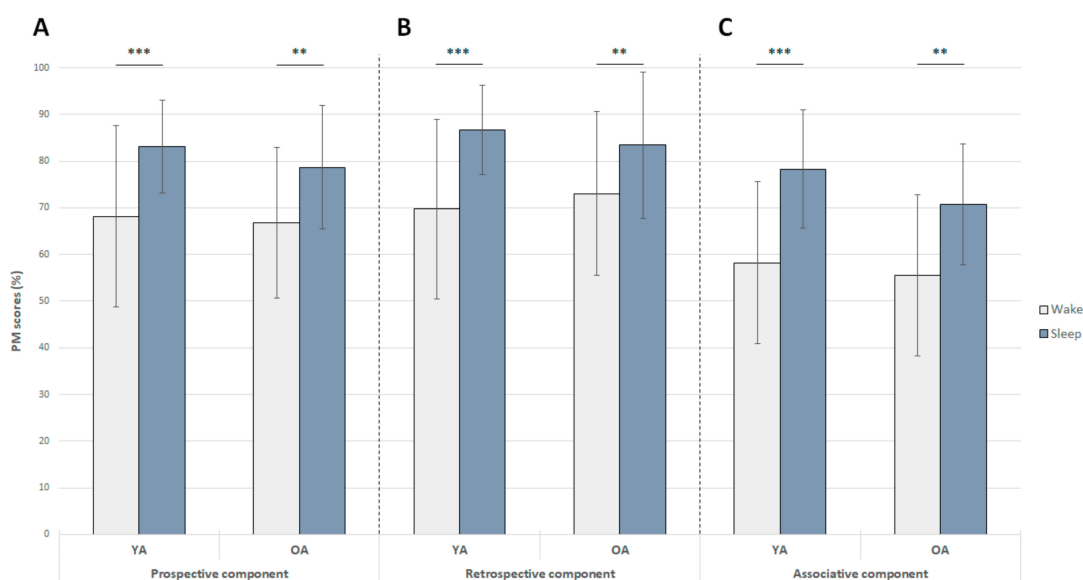 A
B
C
***
**
***
**
***
**
100
90
80
70
60
50
40
30
20
10
0
PM scores (%)
Wake
Sleep
YA
OA
YA
OA
YA
OA
Prospective component
Retrospective component
Associative component